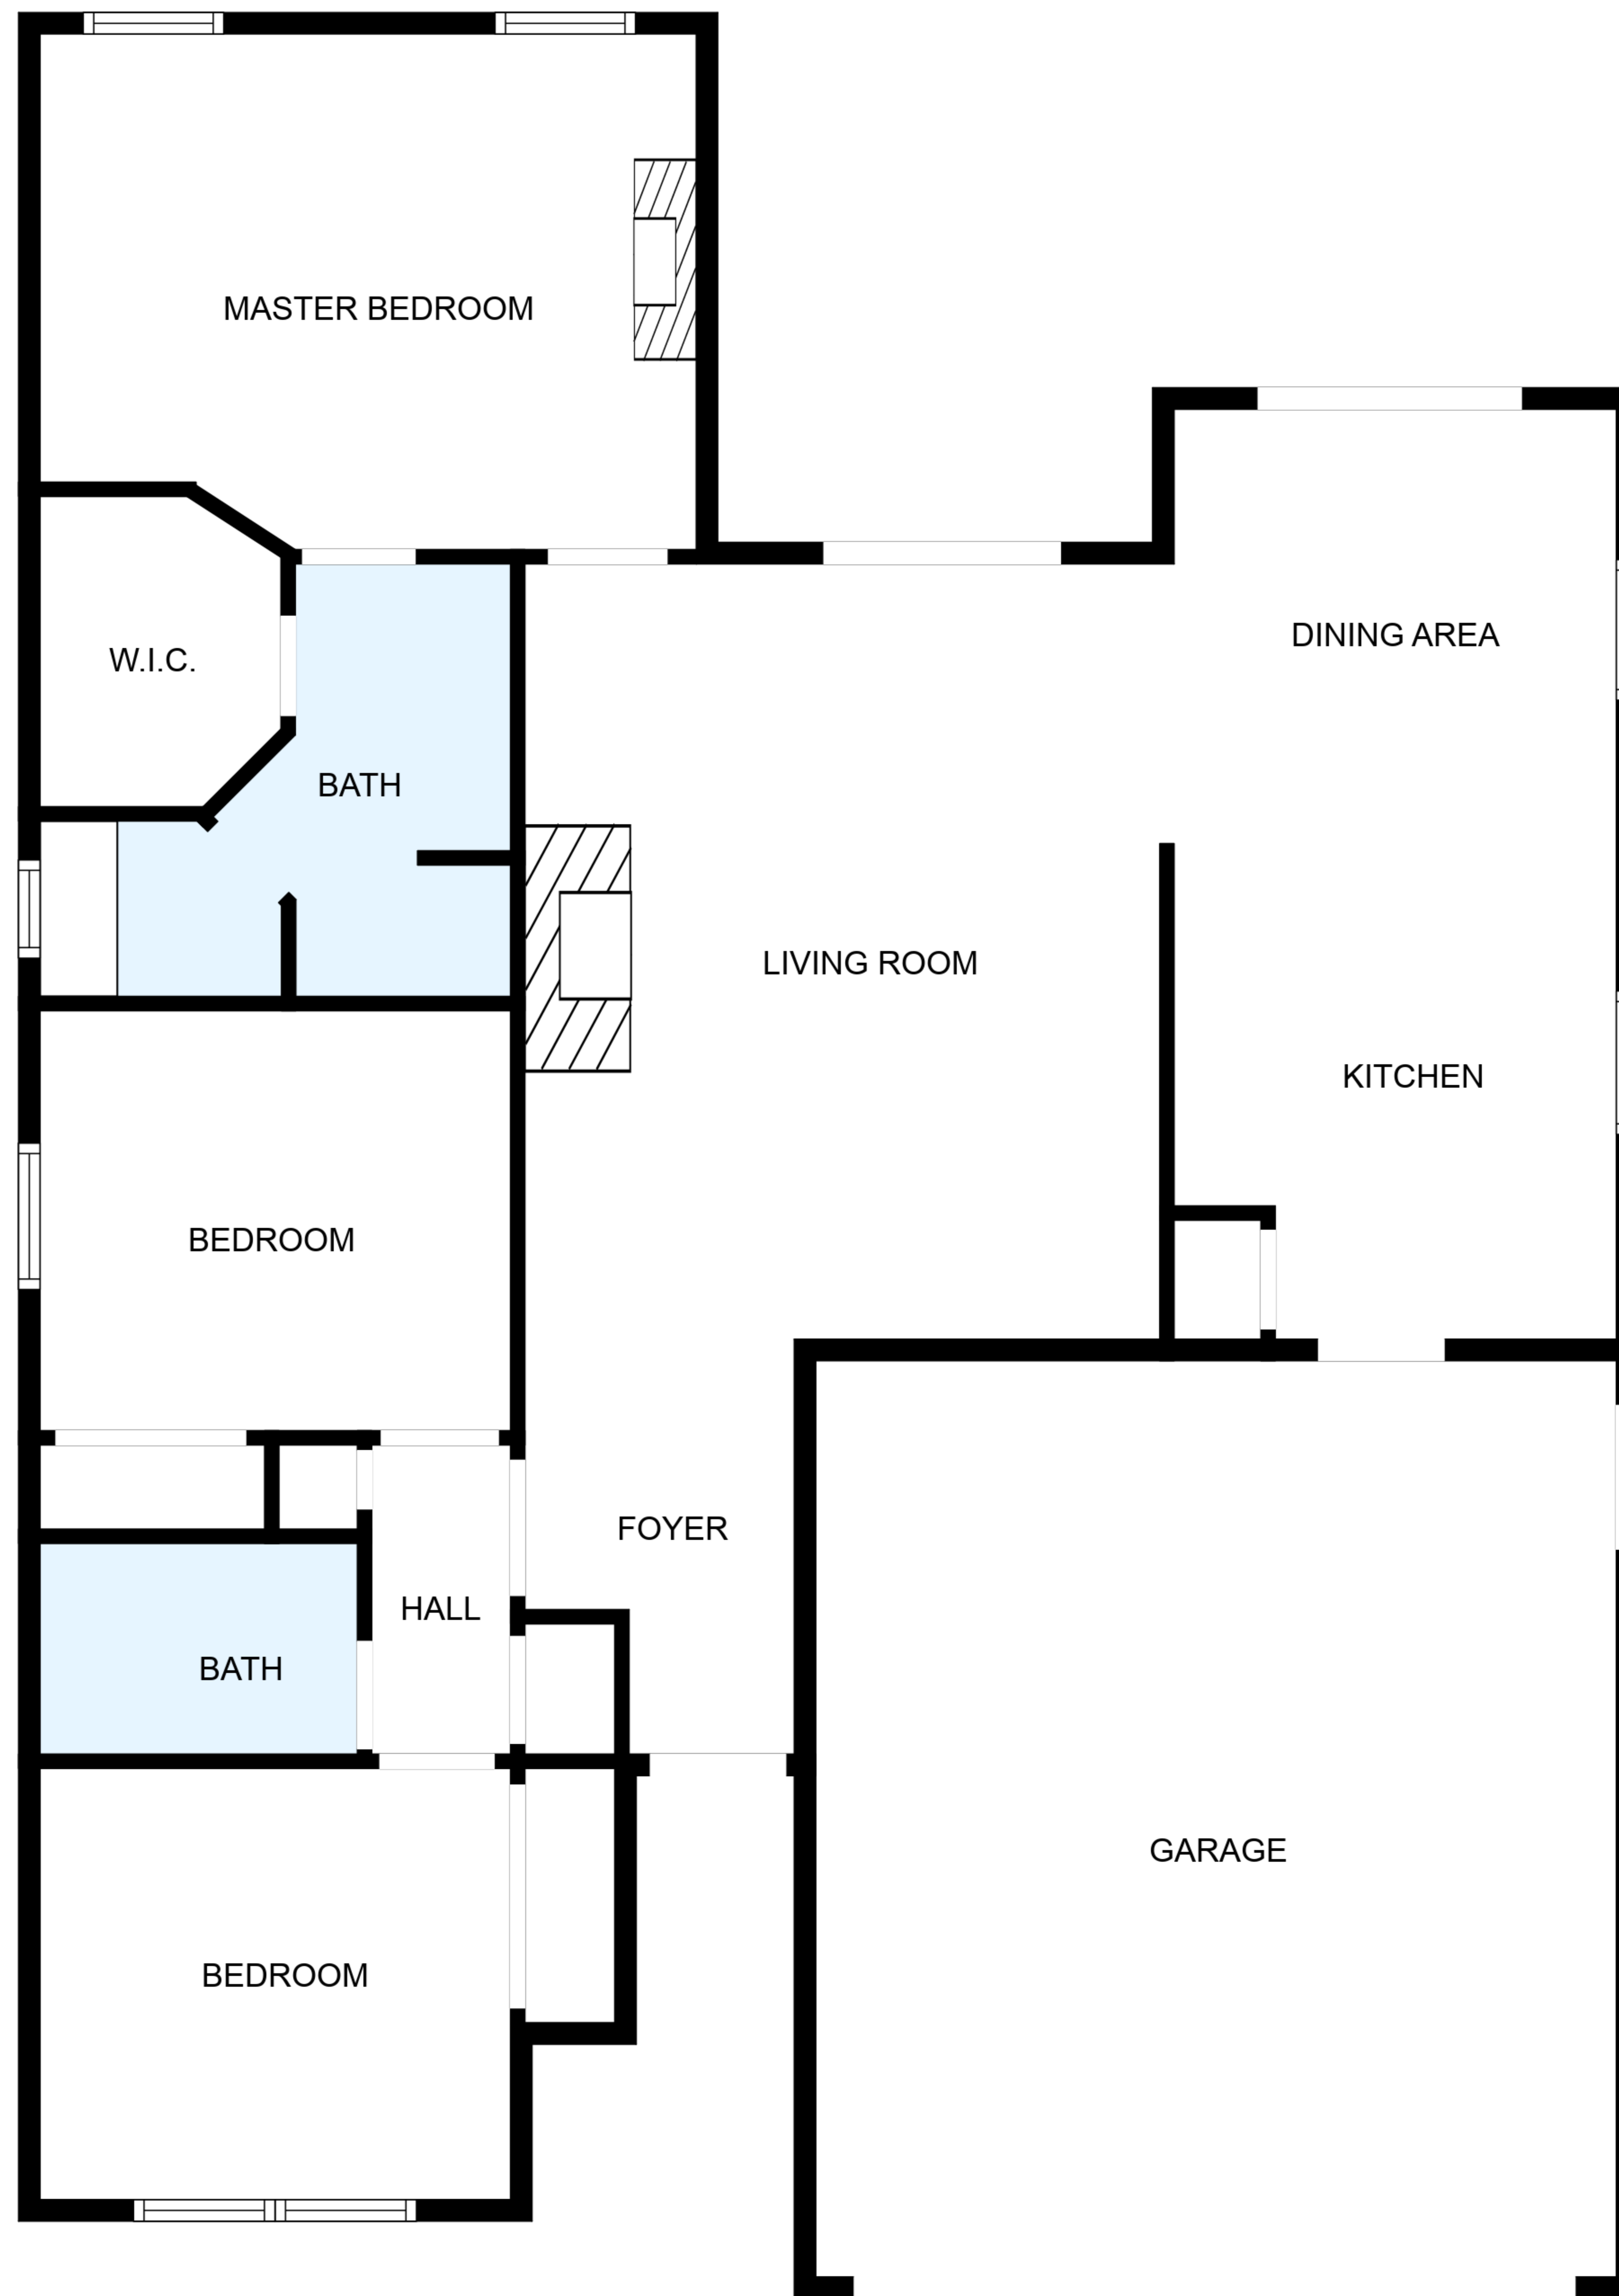 MASTER BEDROOM
DINING AREA
W.I.C.
BATH
LIVING ROOM
KITCHEN
BEDROOM
FOYER
HALL
BATH
GARAGE
BEDROOM